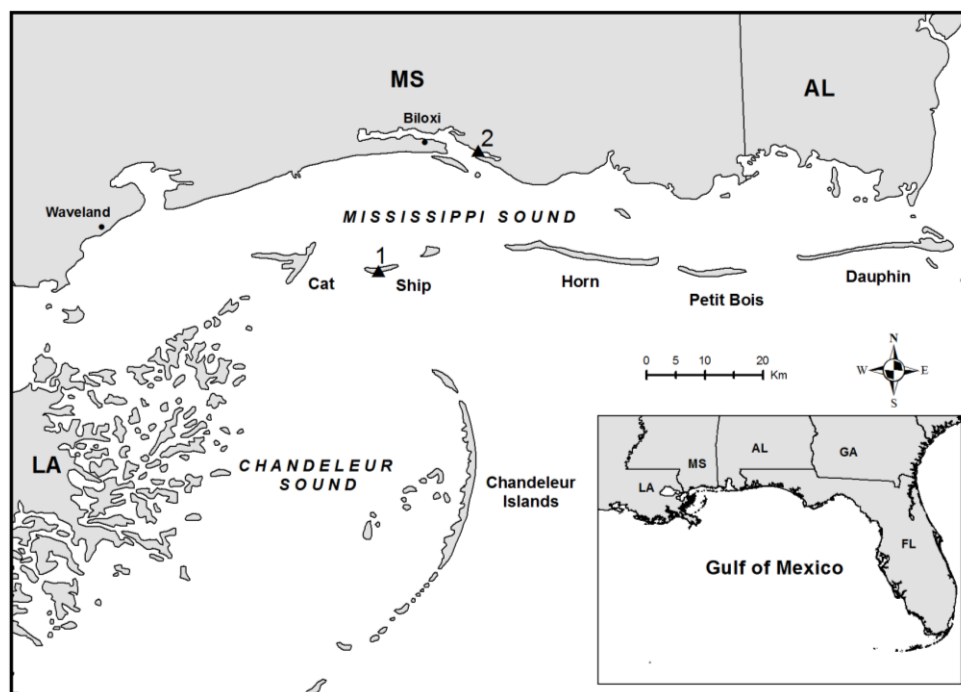 MS
AL
Biloxi
2
Waveland
MISSISSIPPI SOUND
1
Cat
Ship
Horn
Petit Bois
Dauphin
0 5 10 20
Km
N
W E
S
LA
CHANDELEUR
SOUND
Chandeleur
Islands
AL
GA
MS
LA
FL
Gulf of Mexico